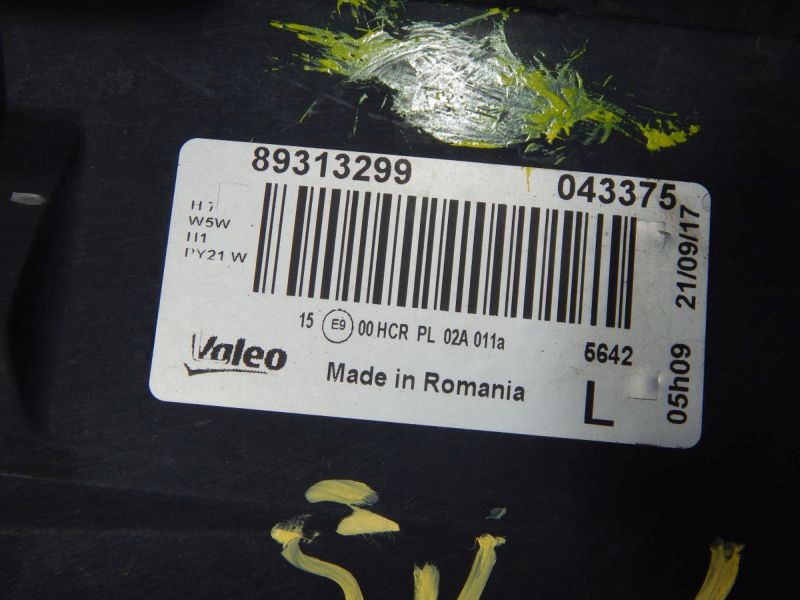 89313299 043375
H7
W5W
H1
PY21W
15 E9 00 HCR PL 02A 011a
5642
Valeo
Made in Romania
L
05h09 21/09/17